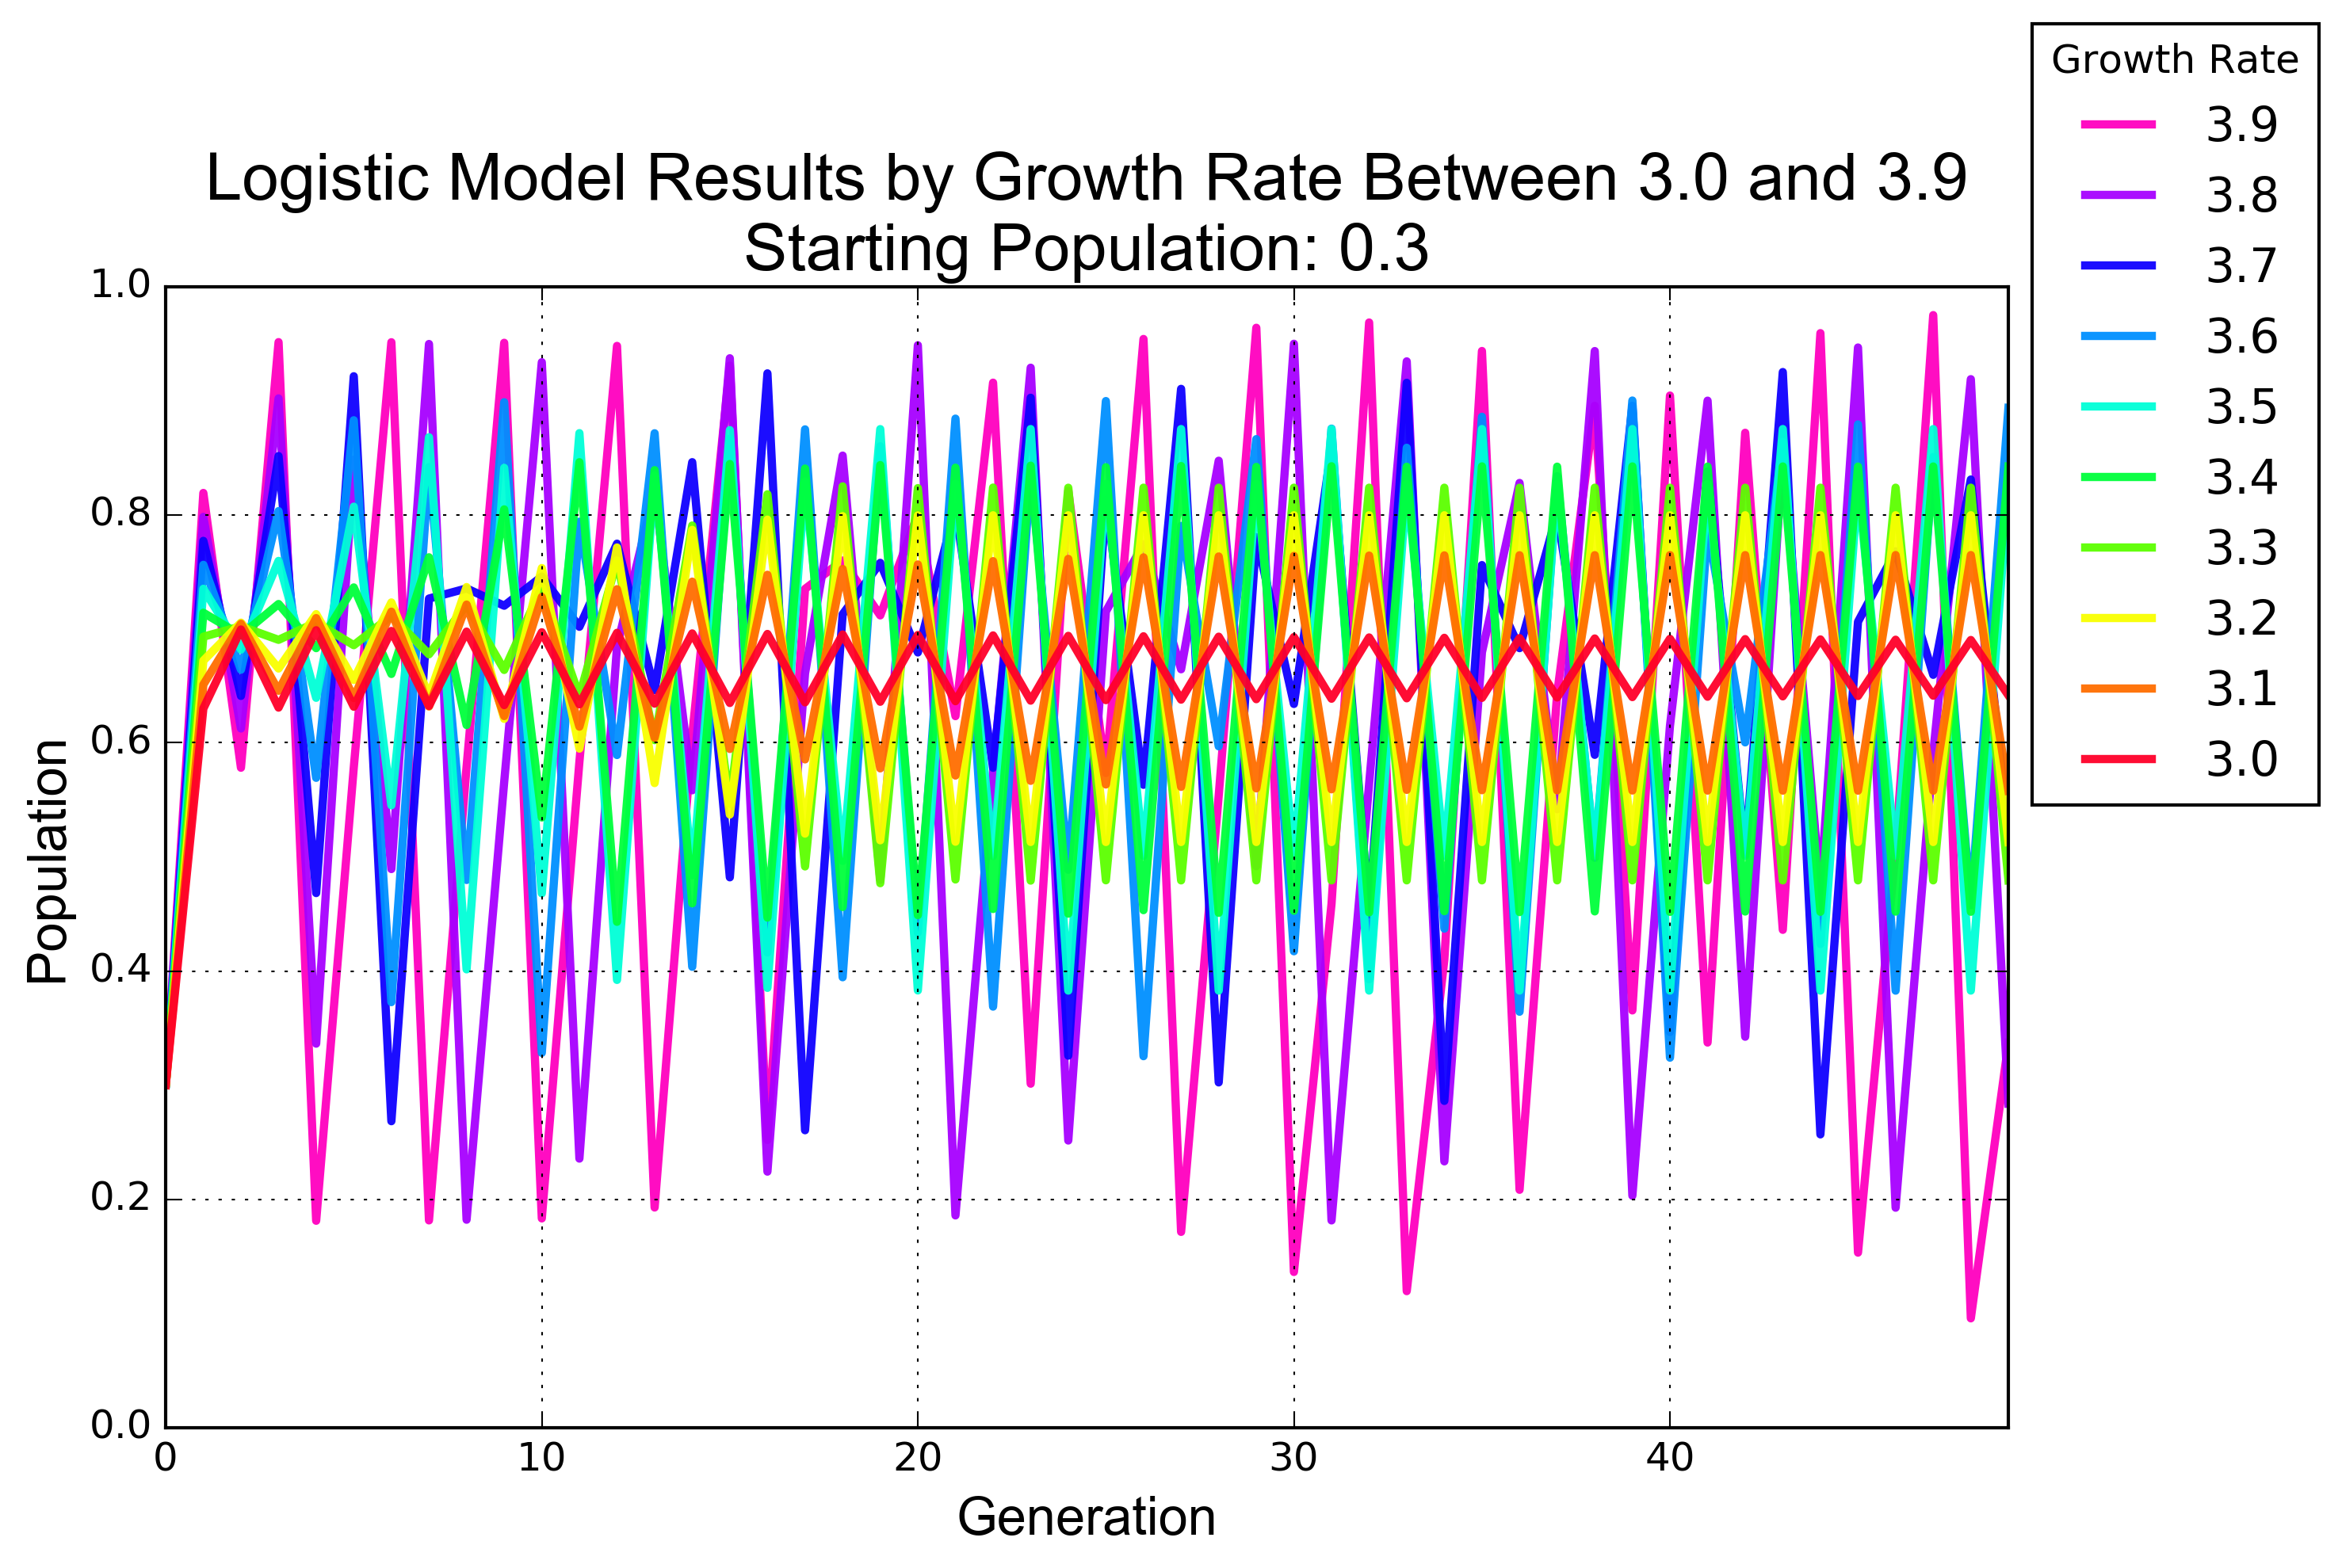 Logistic Model Results by Growth Rate Between 3.0 and 3.9
Starting Population: 0.3
Growth Rate
3.9
3.8
3.7
3.6
3.5
3.4
3.3
3.2
3.1
3.0
Population
1.0
0.8
0.6
0.4
0.2
0.0
0 10 20 30 40
Generation